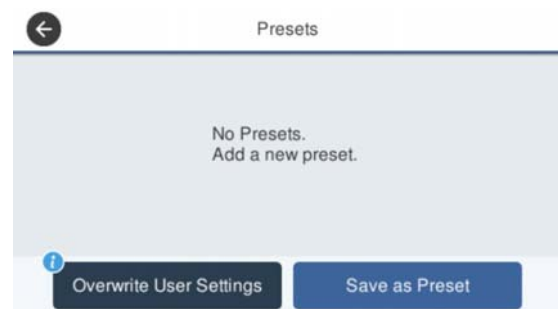 Presets
No Presets.
Add a new preset.
i
Overwrite User Settings
Save as Preset